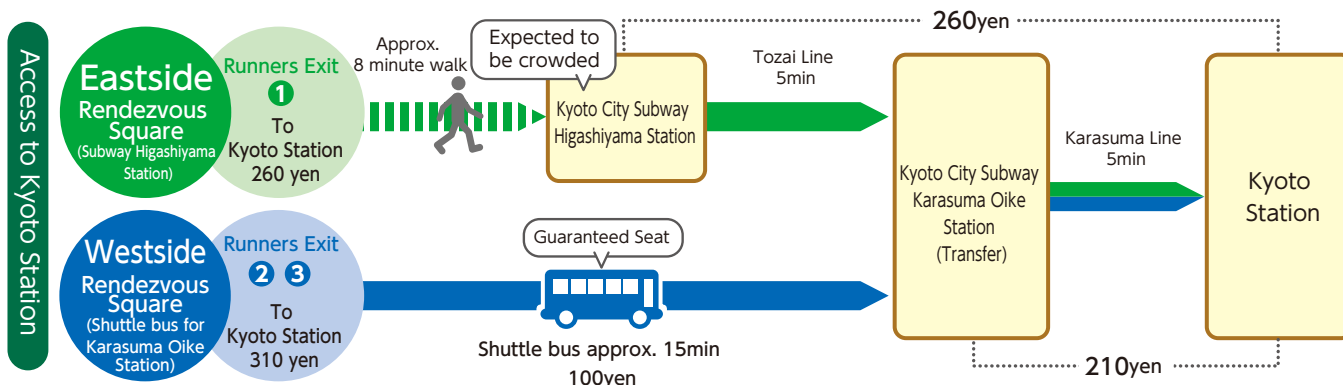 Access to Kyoto Station
Eastside
Rendezvous
Square
(Subway Higashiyama
Station)
Runners Exit
1
To
Kyoto Station
260 yen
Approx.
8 minute walk
Expected to
be crowded
Kyoto City Subway
Higashiyama Station
Tozai Line
5min
260yen
Kyoto City Subway
Karasuma Oike
Station
(Transfer)
Karasuma Line
5min
Kyoto
Station
Westside
Rendezvous
Square
(Shuttle bus for
Karasuma Oike
Station)
Runners Exit
2 3
To
Kyoto Station
310 yen
Guaranteed Seat
Shuttle bus approx. 15min
100yen
210yen